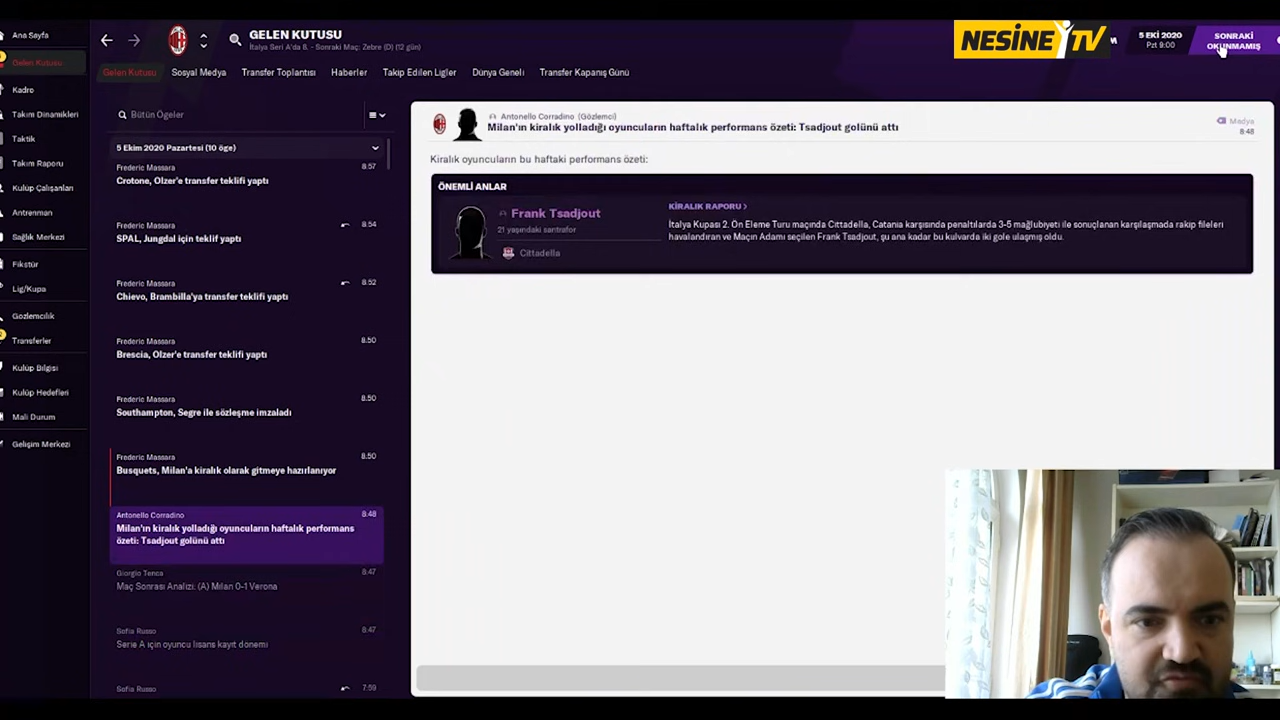 Ana Sayfa
Gelen Kutusu
Kadro
Takım Dinamikleri
Taktik
Takım Raporu
Kulüp Çalışanları
Antrenman
Sağlık Merkezi
Fikstür
Lig/Kupa
Gözlemcilik
Transferler
Kulüp Bilgisi
Kulüp Hedefleri
Mali Durum
Gelişim Merkezi
GELEN KUTUSU
İtalya Seri A'da 8. - Sonraki Maç: Zebre (D) (12 gün)
NESİNE TV
5 EKİ 2020
Pzt 9:00
SONRAKİ
OKUNMAMIŞ
Gelen Kutusu
Sosyal Medya
Transfer Toplantısı
Haberler
Takip Edilen Ligler
Dünya Geneli
Transfer Kapanış Günü
Bütün Ögeler
5 Ekim 2020 Pazartesi (10 öge)
Frederic Massara 8:57
Crotone, Olzer'e transfer teklifi yaptı
Frederic Massara 8:54
SPAL, Jungdal için teklif yaptı
Frederic Massara 8:52
Chievo, Brambilla'ya transfer teklifi yaptı
Frederic Massara 8:50
Brescia, Olzer'e transfer teklifi yaptı
Frederic Massara 8:50
Southampton, Segre ile sözleşme imzaladı
Frederic Massara 8:50
Busquets, Milan'a kiralık olarak gitmeye hazırlanıyor
Antonello Corradino 8:48
Milan'ın kiralık yolladığı oyuncuların haftalık performans
özeti: Tsadjout golünü attı
Giorgio Tenca 8:47
Maç Sonrası Analizi: (A) Milan 0-1 Verona
Sofia Russo 8:47
Serie A için oyuncu lisans kayıt dönemi
Sofia Russo 7:59
Antonello Corradino (Gözlemci)
Milan'ın kiralık yolladığı oyuncuların haftalık performans özeti: Tsadjout golünü attı
Medya
8:48
Kiralık oyuncuların bu haftaki performans özeti:
ÖNEMLİ ANLAR
Frank Tsadjout
21 yaşındaki santrafor
Cittadella
KİRALIK RAPORU >
İtalya Kupası 2. Ön Eleme Turu maçında Cittadella, Catania karşısında penaltılarda 3-5 mağlubiyeti ile sonuçlanan karşılaşmada rakip fileleri
havalandıran ve Maçın Adamı seçilen Frank Tsadjout, şu ana kadar bu kulvarda iki gole ulaşmış oldu.